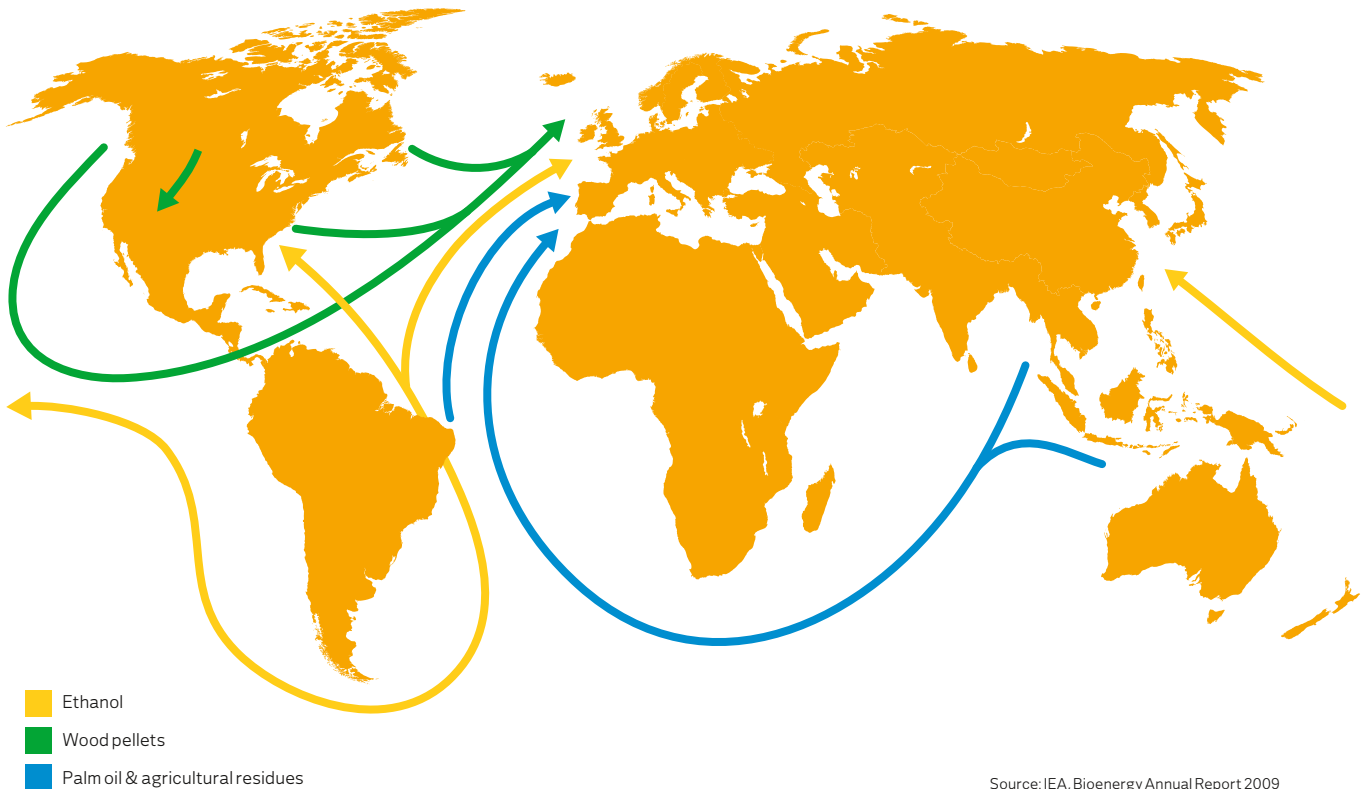 Ethanol
Wood pellets
Palm oil & agricultural residues
Source: IEA, Bioenergy Annual Report 2009